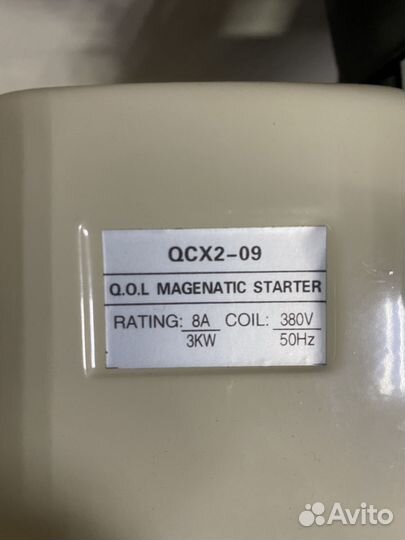 QCX2-09
Q.O.L MAGENATIC STARTER
RATING: 8A COIL: 380V
3KW 50Hz
Avito